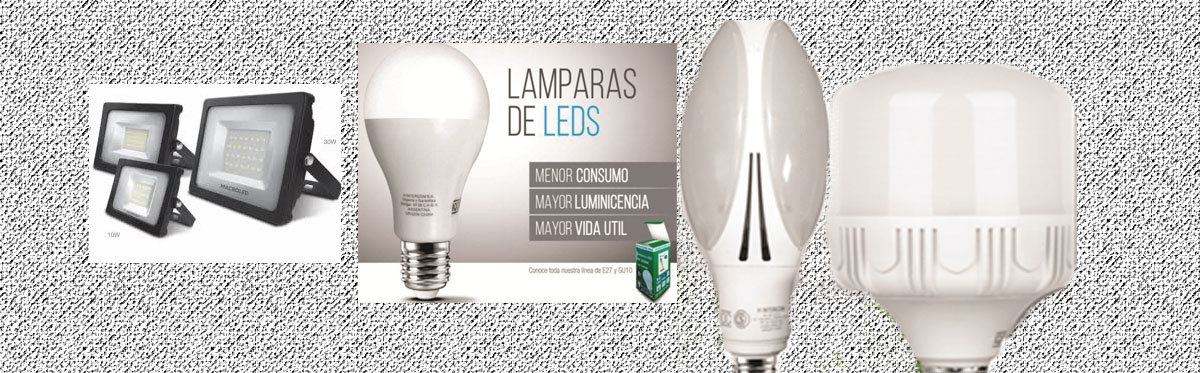 30W
MACROLED
10W
LAMPARAS
DE LEDS
MENOR CONSUMO
MAYOR LUMINICENCIA
MAYOR VIDA UTIL
Conoce toda nuestra línea de E27 y GU10